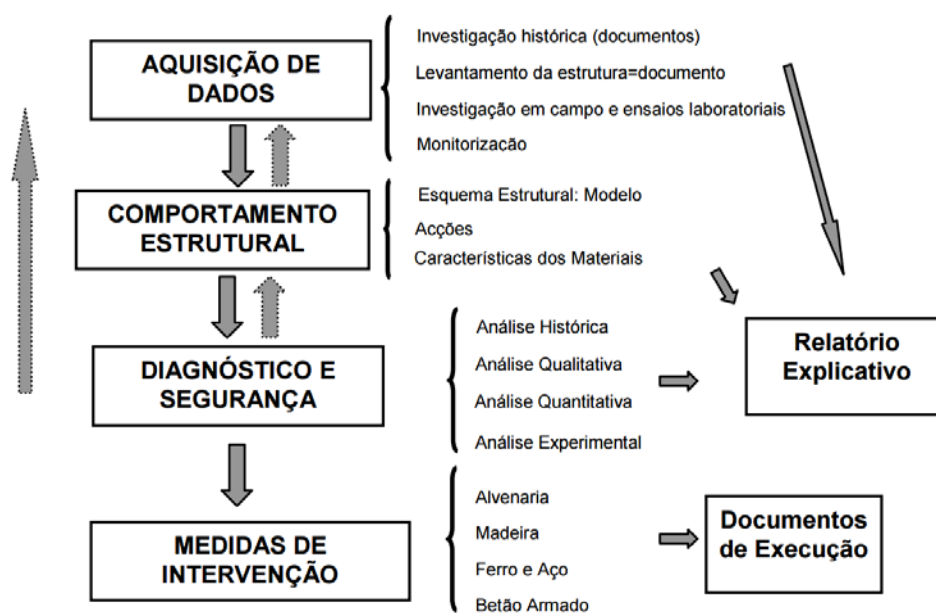 AQUISIÇÃO DE
DADOS
Investigação histórica (documentos)
Levantamento da estrutura=documento
Investigação em campo e ensaios laboratoriais
Monitorizacão
COMPORTAMENTO
ESTRUTURAL
Esquema Estrutural: Modelo
Acções
Características dos Materiais
DIAGNÓSTICO E
SEGURANÇA
Análise Histórica
Análise Qualitativa
Análise Quantitativa
Análise Experimental
Relatório
Explicativo
MEDIDAS DE
INTERVENÇÃO
Alvenaria
Madeira
Ferro e Aço
Betão Armado
Documentos
de Execução